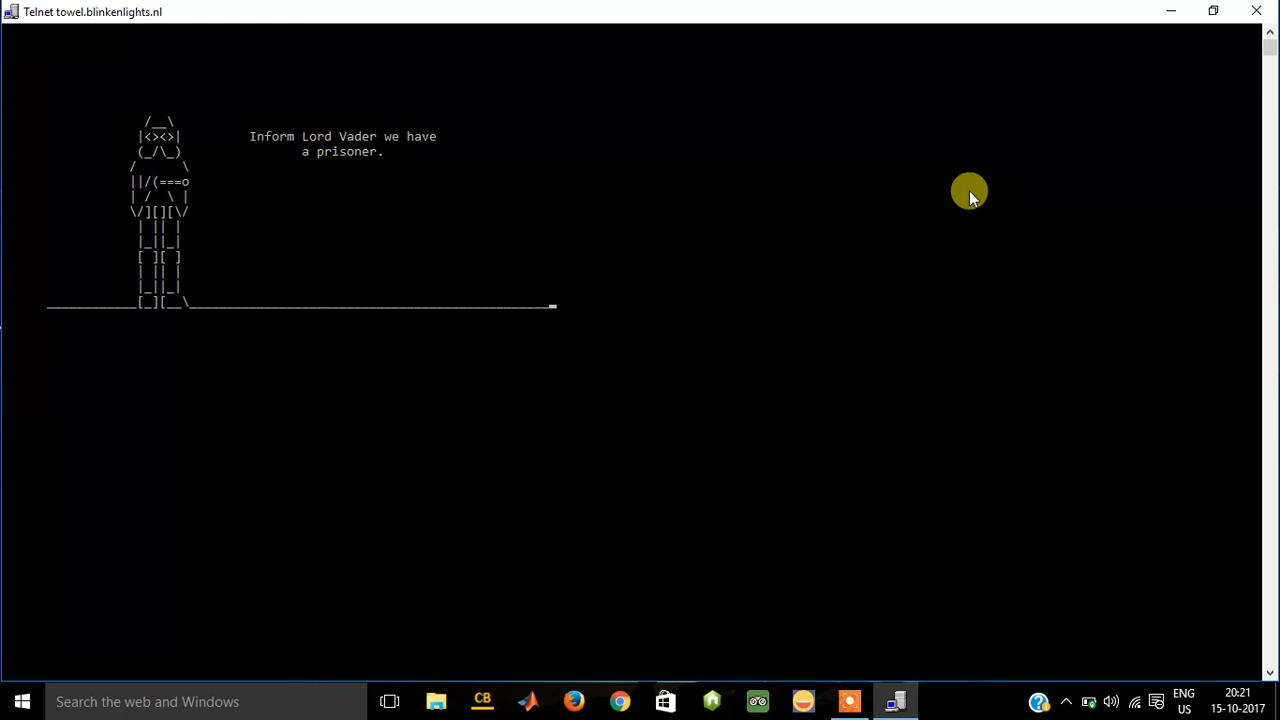 Telnet towel.blinkenlights.nl
Inform Lord Vader we have
a prisoner.
Search the web and Windows
CB
ENG
US
20:21
15-10-2017